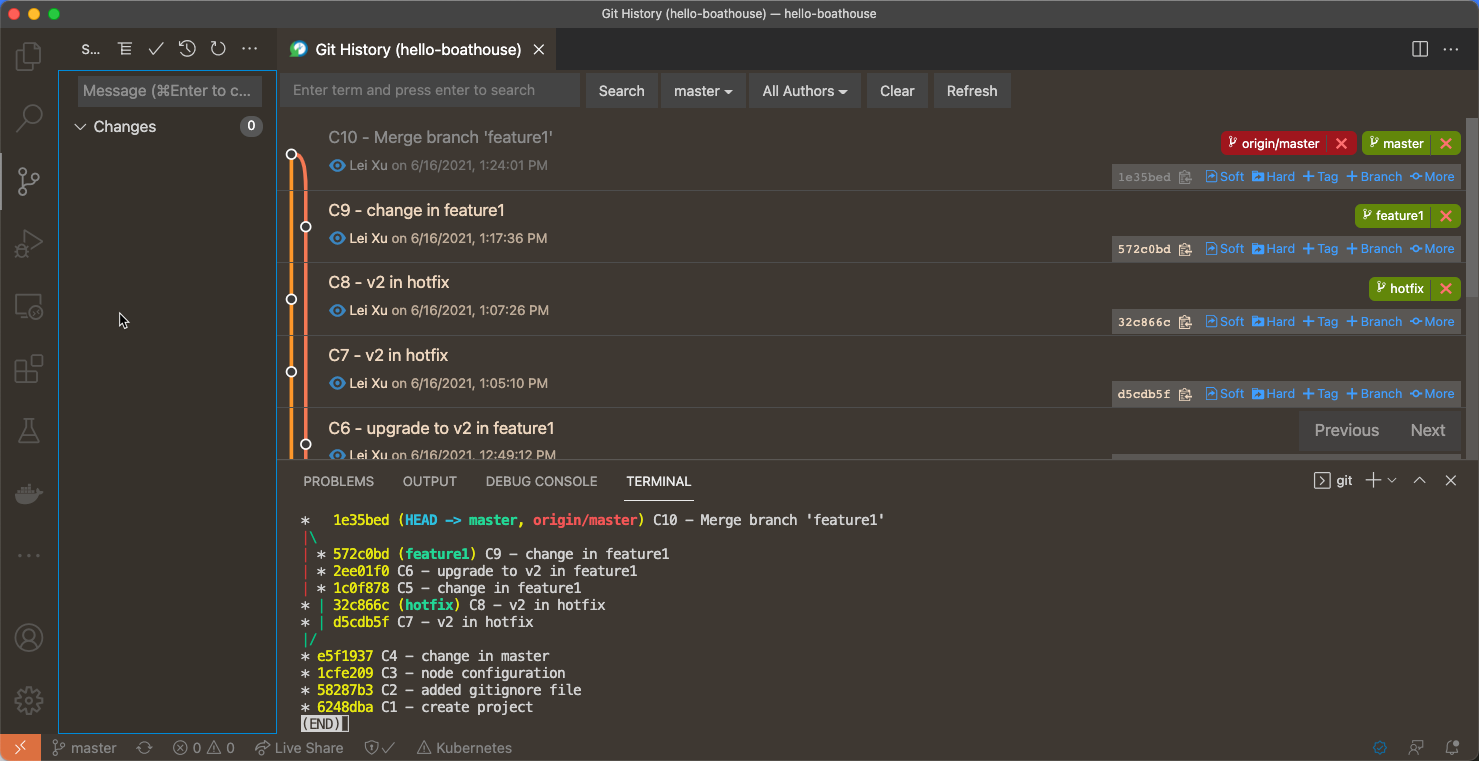 Git History (hello-boathouse) — hello-boathouse
S...
Git History (hello-boathouse)
Message (⌘Enter to c...
Changes 0
Enter term and press enter to search Search master All Authors Clear Refresh
C10 - Merge branch 'feature1'
origin/master master
Lei Xu on 6/16/2021, 1:24:01 PM
1e35bed Soft Hard Tag Branch More
C9 - change in feature1
feature1
Lei Xu on 6/16/2021, 1:17:36 PM
572c0bd Soft Hard Tag Branch More
C8 - v2 in hotfix
hotfix
Lei Xu on 6/16/2021, 1:07:26 PM
32c866c Soft Hard Tag Branch More
C7 - v2 in hotfix
Lei Xu on 6/16/2021, 1:05:10 PM
d5cdb5f Soft Hard Tag Branch More
C6 - upgrade to v2 in feature1
Previous Next
Lei Xu on 6/16/2021, 12:49:12 PM
PROBLEMS OUTPUT DEBUG CONSOLE TERMINAL git
*   1e35bed (HEAD -> master, origin/master) C10 - Merge branch 'feature1'
|\
| * 572c0bd (feature1) C9 - change in feature1
| * 2ee01f0 C6 - upgrade to v2 in feature1
| * 1c0f878 C5 - change in feature1
* | 32c866c (hotfix) C8 - v2 in hotfix
* | d5cdb5f C7 - v2 in hotfix
|/
* e5f1937 C4 - change in master
* 1cfe209 C3 - node configuration
* 58287b3 C2 - added gitignore file
* 6248dba C1 - create project
(END)
master 0 0 Live Share Kubernetes